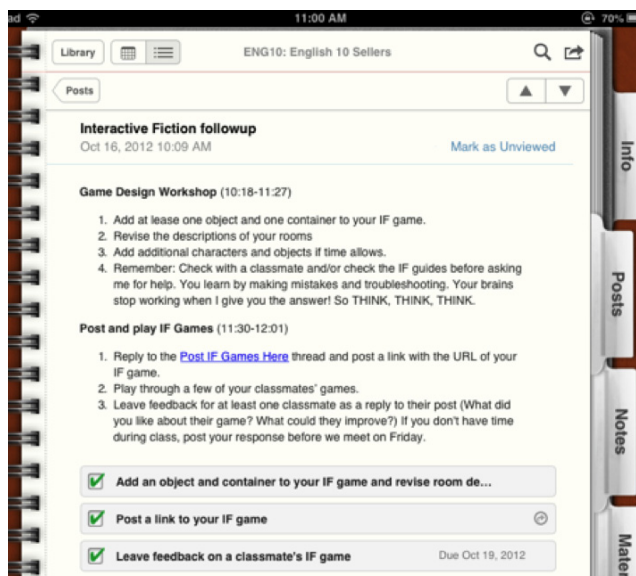 ad 11:00 AM 70%
Library ENG10: English 10 Sellers
Posts
Interactive Fiction followup
Oct 16, 2012 10:09 AM Mark as Unviewed
Game Design Workshop (10:18-11:27)
1. Add at lease one object and one container to your IF game.
2. Revise the descriptions of your rooms
3. Add additional characters and objects if time allows.
4. Remember: Check with a classmate and/or check the IF guides before asking
me for help. You learn by making mistakes and troubleshooting. Your brains
stop working when I give you the answer! So THINK, THINK, THINK.
Post and play IF Games (11:30-12:01)
1. Reply to the Post IF Games Here thread and post a link with the URL of your
IF game.
2. Play through a few of your classmates' games.
3. Leave feedback for at least one classmate as a reply to their post (What did
you like about their game? What could they improve?) If you don't have time
during class, post your response before we meet on Friday.
Add an object and container to your IF game and revise room de...
Post a link to your IF game
Leave feedback on a classmate's IF game Due Oct 19, 2012
Info
Posts
Notes
Mater